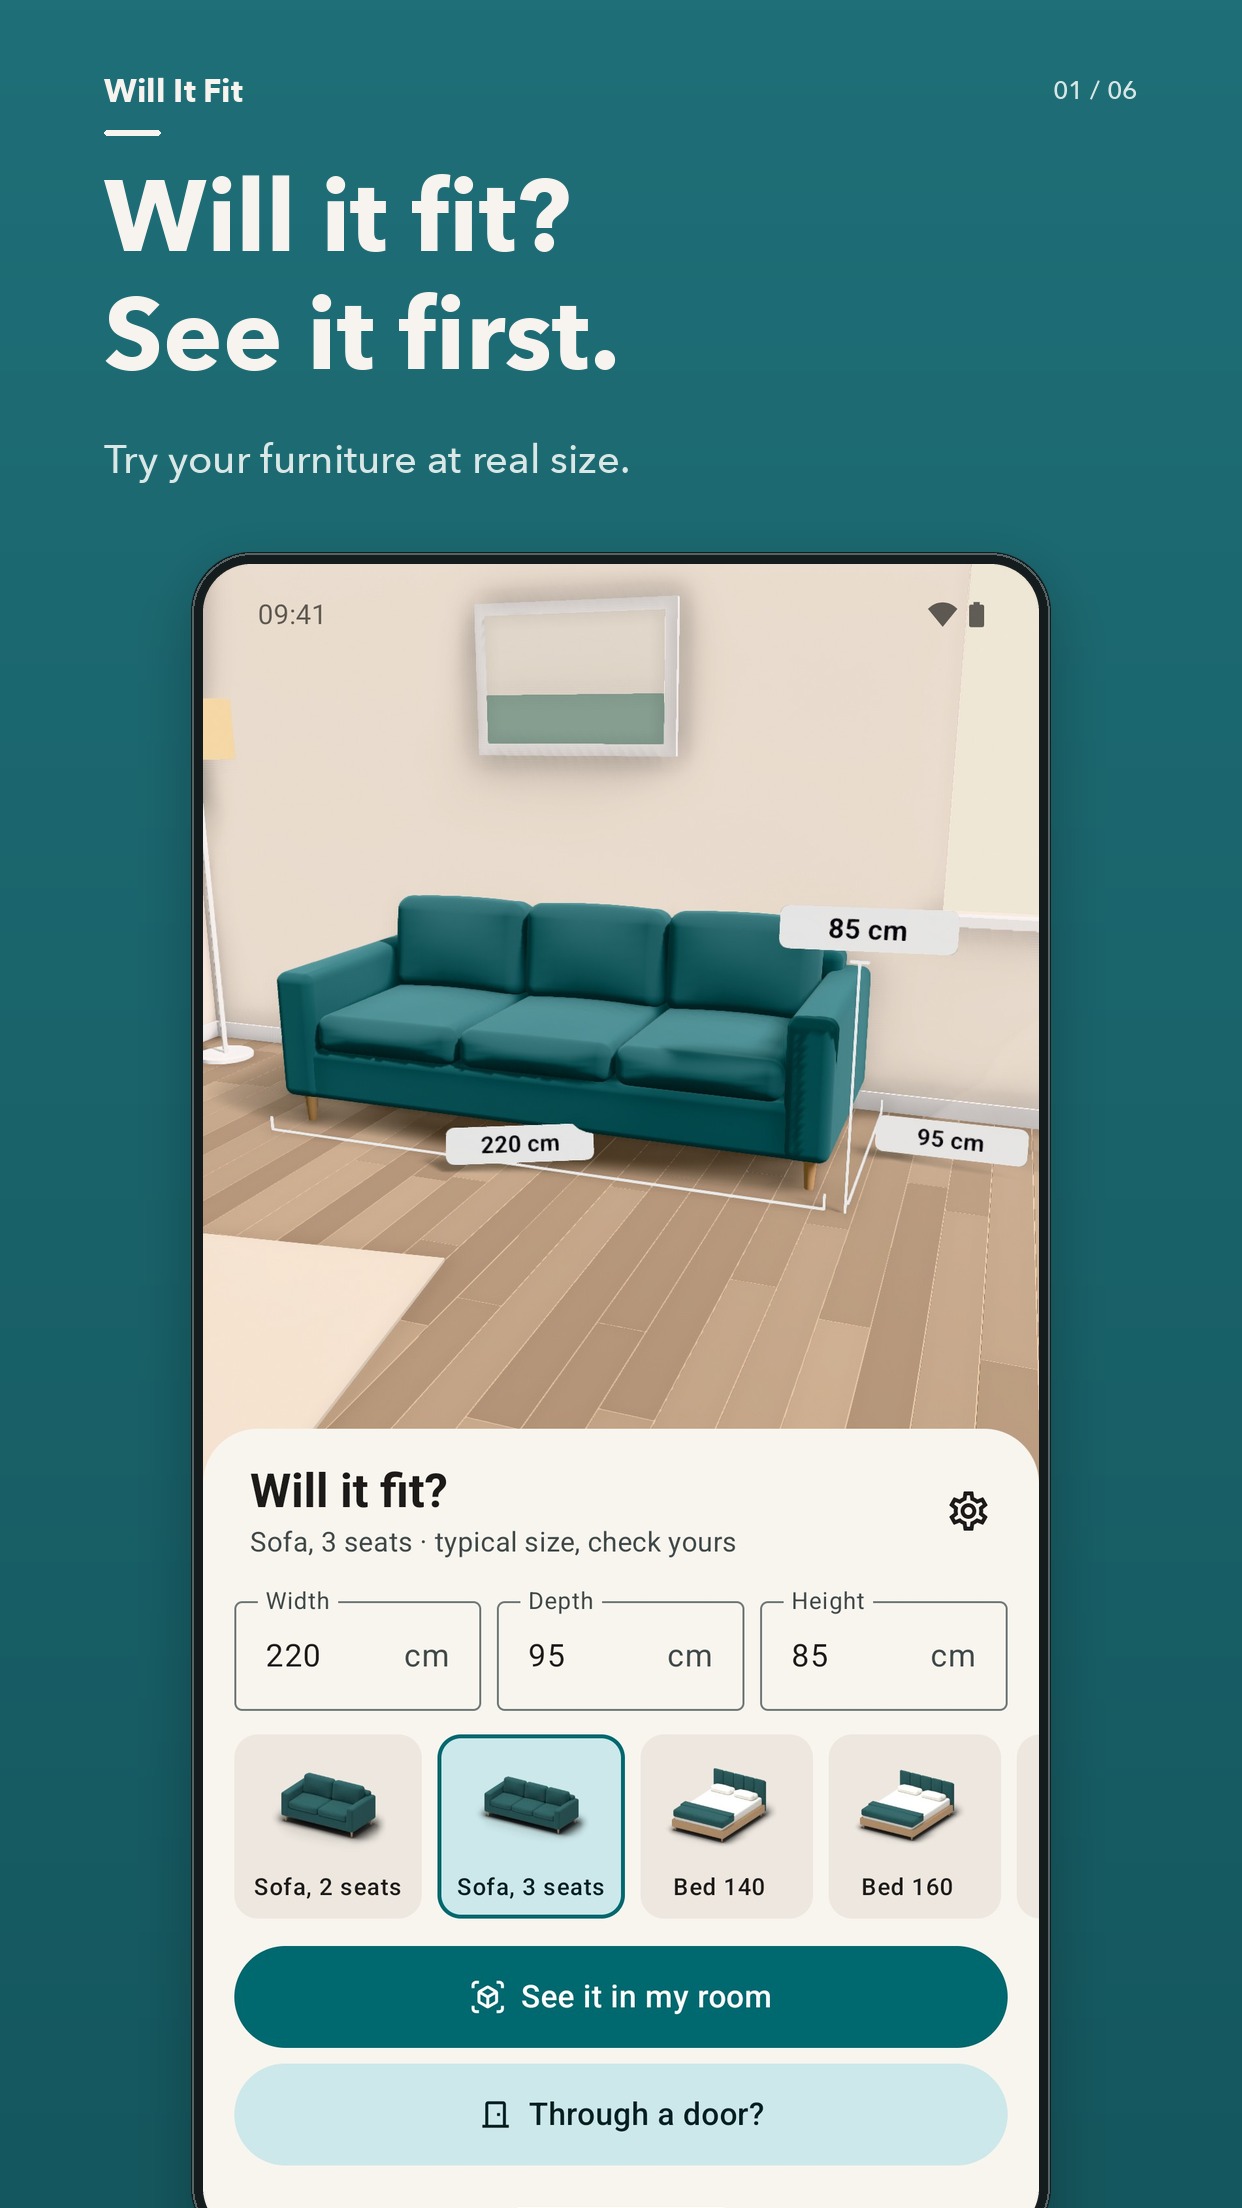 Will It Fit
01 / 06
Will it fit?
See it first.
Try your furniture at real size.
09:41
85 cm
220 cm
95 cm
Will it fit?
Sofa, 3 seats · typical size, check yours
Width
Depth
Height
220 cm
95 cm
85 cm
Sofa, 2 seats
Sofa, 3 seats
Bed 140
Bed 160
See it in my room
Through a door?